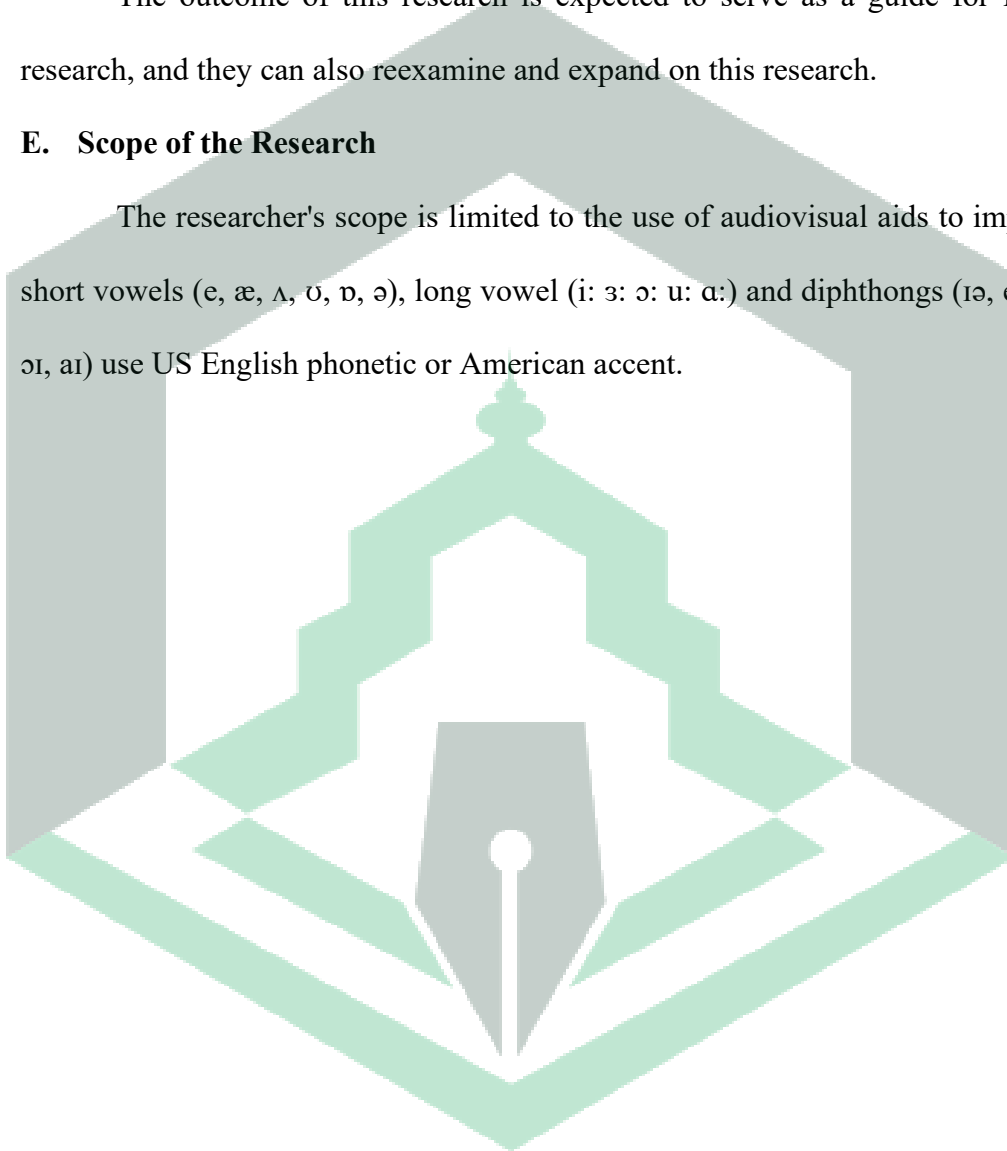 The outcome of this research is expected to serve as a guide for
research, and they can also reexamine and expand on this research.
E. Scope of the Research
The researcher's scope is limited to the use of audiovisual aids to
short vowels (e, æ, ʌ, ʊ, ɒ, ə), long vowel (i: ɜ: ɔ: u: ɑ:) and diphthongs (ɪə,
ɔɪ, aɪ) use US English phonetic or American accent.